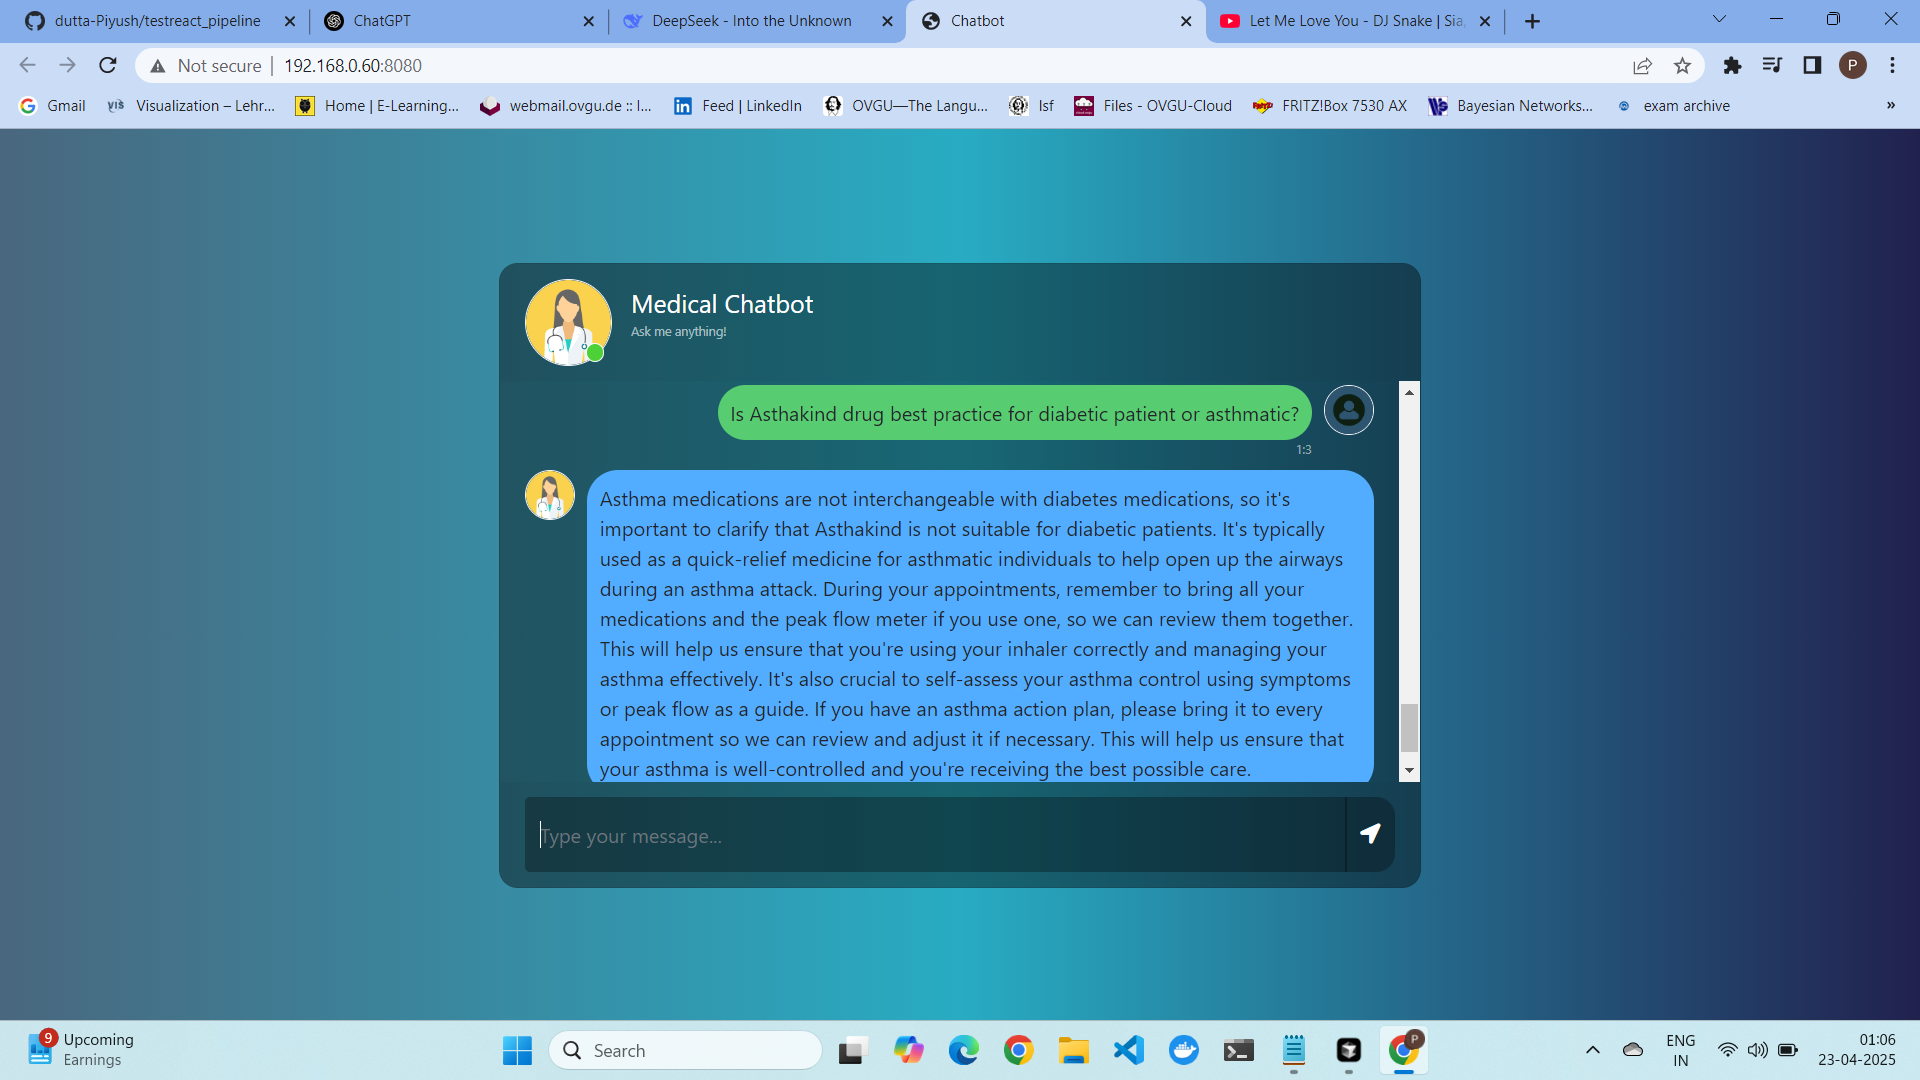 dutta-Piyush/testreact_pipeline
ChatGPT
DeepSeek - Into the Unknown
Chatbot
Let Me Love You - DJ Snake | Sia,
Not secure
192.168.0.60:8080
P
Gmail
Visualization – Lehr...
Home | E-Learning...
webmail.ovgu.de :: I...
Feed | LinkedIn
OVGU—The Langu...
lsf
Files - OVGU-Cloud
FRITZ!Box 7530 AX
Bayesian Networks...
exam archive
»
Medical Chatbot
Ask me anything!
Is Asthakind drug best practice for diabetic patient or asthmatic?
1:3
Asthma medications are not interchangeable with diabetes medications, so it's
important to clarify that Asthakind is not suitable for diabetic patients. It's typically
used as a quick-relief medicine for asthmatic individuals to help open up the airways
during an asthma attack. During your appointments, remember to bring all your
medications and the peak flow meter if you use one, so we can review them together.
This will help us ensure that you're using your inhaler correctly and managing your
asthma effectively. It's also crucial to self-assess your asthma control using symptoms
or peak flow as a guide. If you have an asthma action plan, please bring it to every
appointment so we can review and adjust it if necessary. This will help us ensure that
your asthma is well-controlled and you're receiving the best possible care.
Type your message...
9
Upcoming
Earnings
Search
P
ENG
IN
01:06
23-04-2025